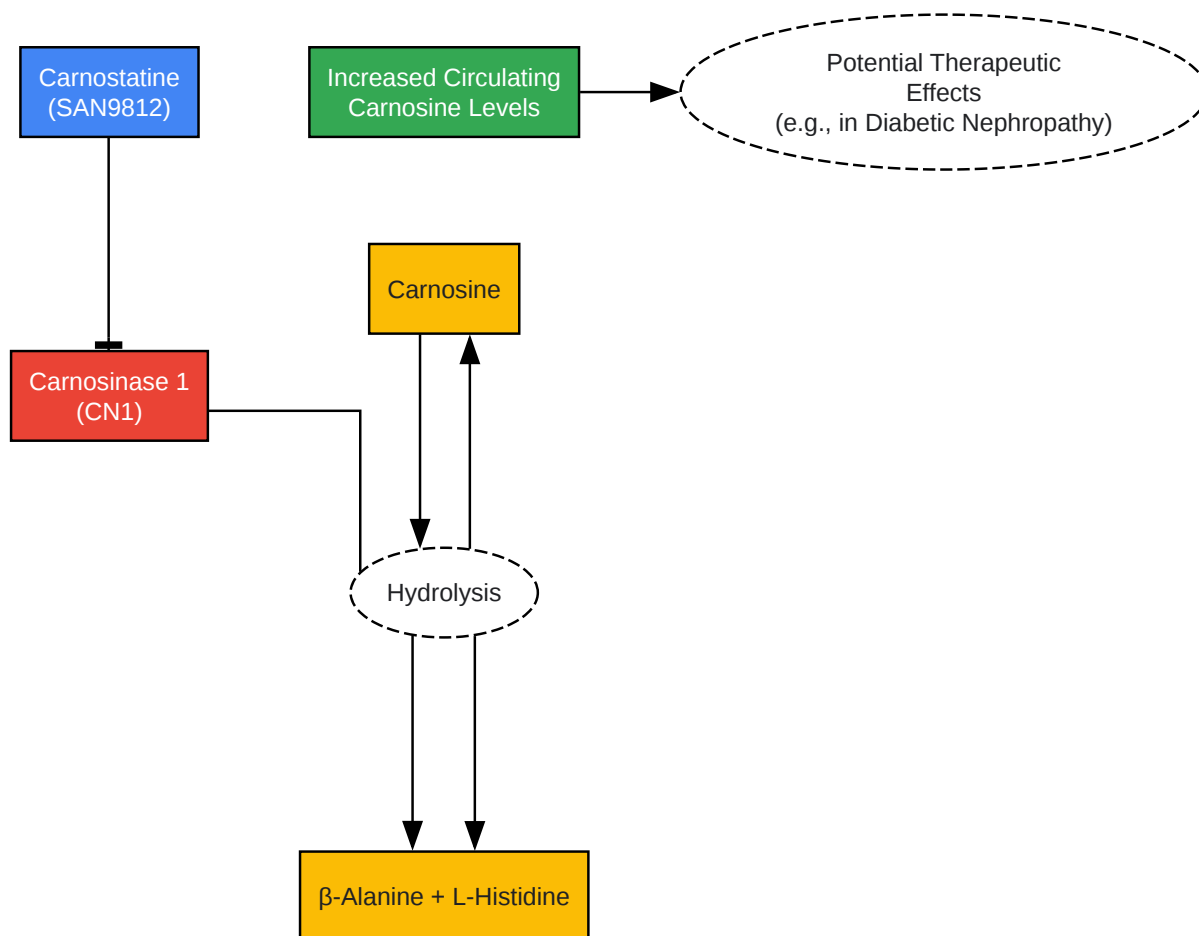 Carnostatine
(SAN9812)
Increased Circulating
Carnosine Levels
Potential Therapeutic
Effects
(e.g., in Diabetic Nephropathy)
Carnosine
Carnosinase 1
(CN1)
Hydrolysis
β-Alanine + L-Histidine